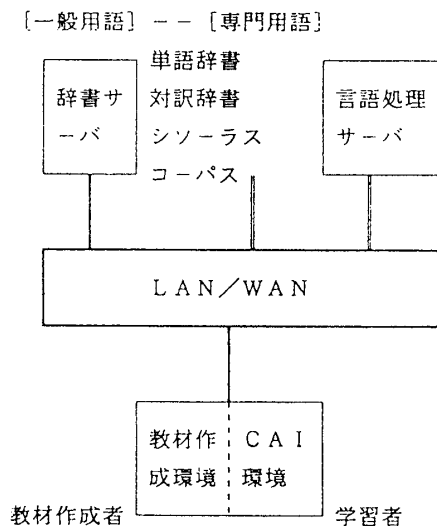 ［一般用語］－－［専門用語］
単語辞書
対訳辞書
シソーラス
コーパス
辞書サ
ーバ
言語処理
サーバ
ＬＡＮ／ＷＡＮ
教材作
成環境
ＣＡＩ
環境
教材作成者
学習者